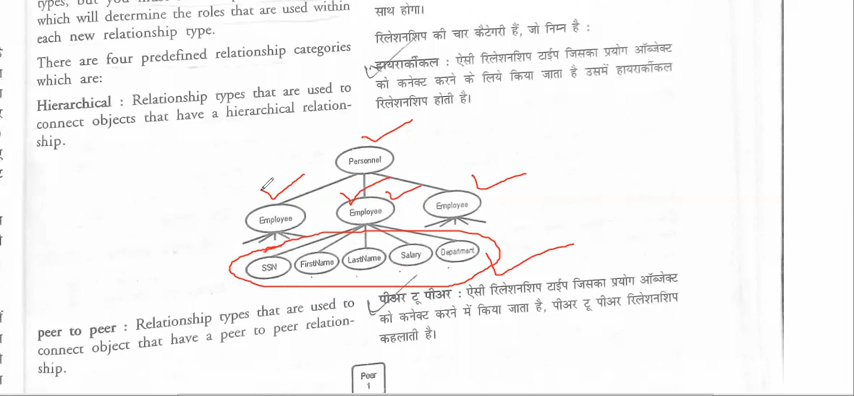 types, but you
which will determine the roles that are used within
each new relationship type.
There are four predefined relationship categories
which are:
Hierarchical : Relationship types that are used to
connect objects that have a hierarchical relation-
ship.
साथ होगा।
रिलेशनशिप की चार कैटेगरी हैं, जो निम्न है :
हायरार्कीकल : ऐसी रिलेशनशिप टाईप जिसका प्रयोग ऑब्जेक्ट
को कनेक्ट करने के लिये किया जाता है उसमें हायरार्कीकल
रिलेशनशिप होती है।
Personnel
Employee
Employee
Employee
SSN
FirstName
LastName
Salary
Department
peer to peer : Relationship types that are used to
connect object that have a peer to peer relation-
ship.
पीअर टू पीअर : ऐसी रिलेशनशिप टाईप जिसका प्रयोग ऑब्जेक्ट
को कनेक्ट करने में किया जाता है, पीअर टू पीअर रिलेशनशिप
कहलाती है।
Peer
1